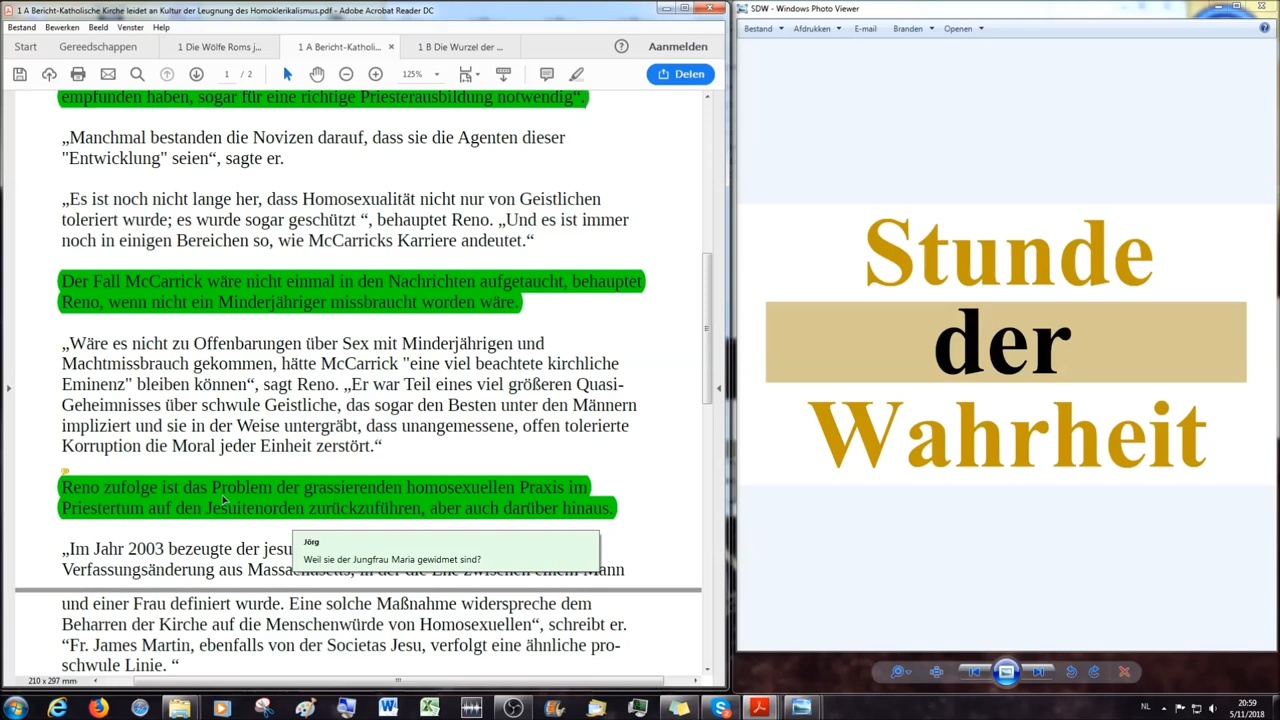 1 A Bericht-Katholische Kirche leidet an Kultur der Leugnung des Homoklerikalismus.pdf - Adobe Acrobat Reader DC
Bestand Bewerken Beeld Venster Help
Start Gereedschappen 1 Die Wölfe Roms j... 1 A Bericht-Katholi... × 1 B Die Wurzel der ... Aanmelden
1 / 2 125% Delen
empfunden haben, sogar für eine richtige Priesterausbildung notwendig“.
„Manchmal bestanden die Novizen darauf, dass sie die Agenten dieser
"Entwicklung" seien“, sagte er.
„Es ist noch nicht lange her, dass Homosexualität nicht nur von Geistlichen
toleriert wurde; es wurde sogar geschützt “, behauptet Reno. „Und es ist immer
noch in einigen Bereichen so, wie McCarricks Karriere andeutet.“
Der Fall McCarrick wäre nicht einmal in den Nachrichten aufgetaucht, behauptet
Reno, wenn nicht ein Minderjähriger missbraucht worden wäre.
„Wäre es nicht zu Offenbarungen über Sex mit Minderjährigen und
Machtmissbrauch gekommen, hätte McCarrick "eine viel beachtete kirchliche
Eminenz" bleiben können“, sagt Reno. „Er war Teil eines viel größeren Quasi-
Geheimnisses über schwule Geistliche, das sogar den Besten unter den Männern
impliziert und sie in der Weise untergräbt, dass unangemessene, offen tolerierte
Korruption die Moral jeder Einheit zerstört.“
Reno zufolge ist das Problem der grassierenden homosexuellen Praxis im
Priestertum auf den Jesuitenorden zurückzuführen, aber auch darüber hinaus.
„Im Jahr 2003 bezeugte der jesu
Jörg
Weil sie der Jungfrau Maria gewidmet sind?
Verfassungsänderung aus Massachusetts, in der die Ehe zwischen einem Mann
und einer Frau definiert wurde. Eine solche Maßnahme widerspreche dem
Beharren der Kirche auf die Menschenwürde von Homosexuellen“, schreibt er.
“Fr. James Martin, ebenfalls von der Societas Jesu, verfolgt eine ähnliche pro-
schwule Linie. “
210 x 297 mm
SDW - Windows Photo Viewer
Bestand Afdrukken E-mail Branden Openen
Stunde
der
Wahrheit
NL 20:59
5/11/2018